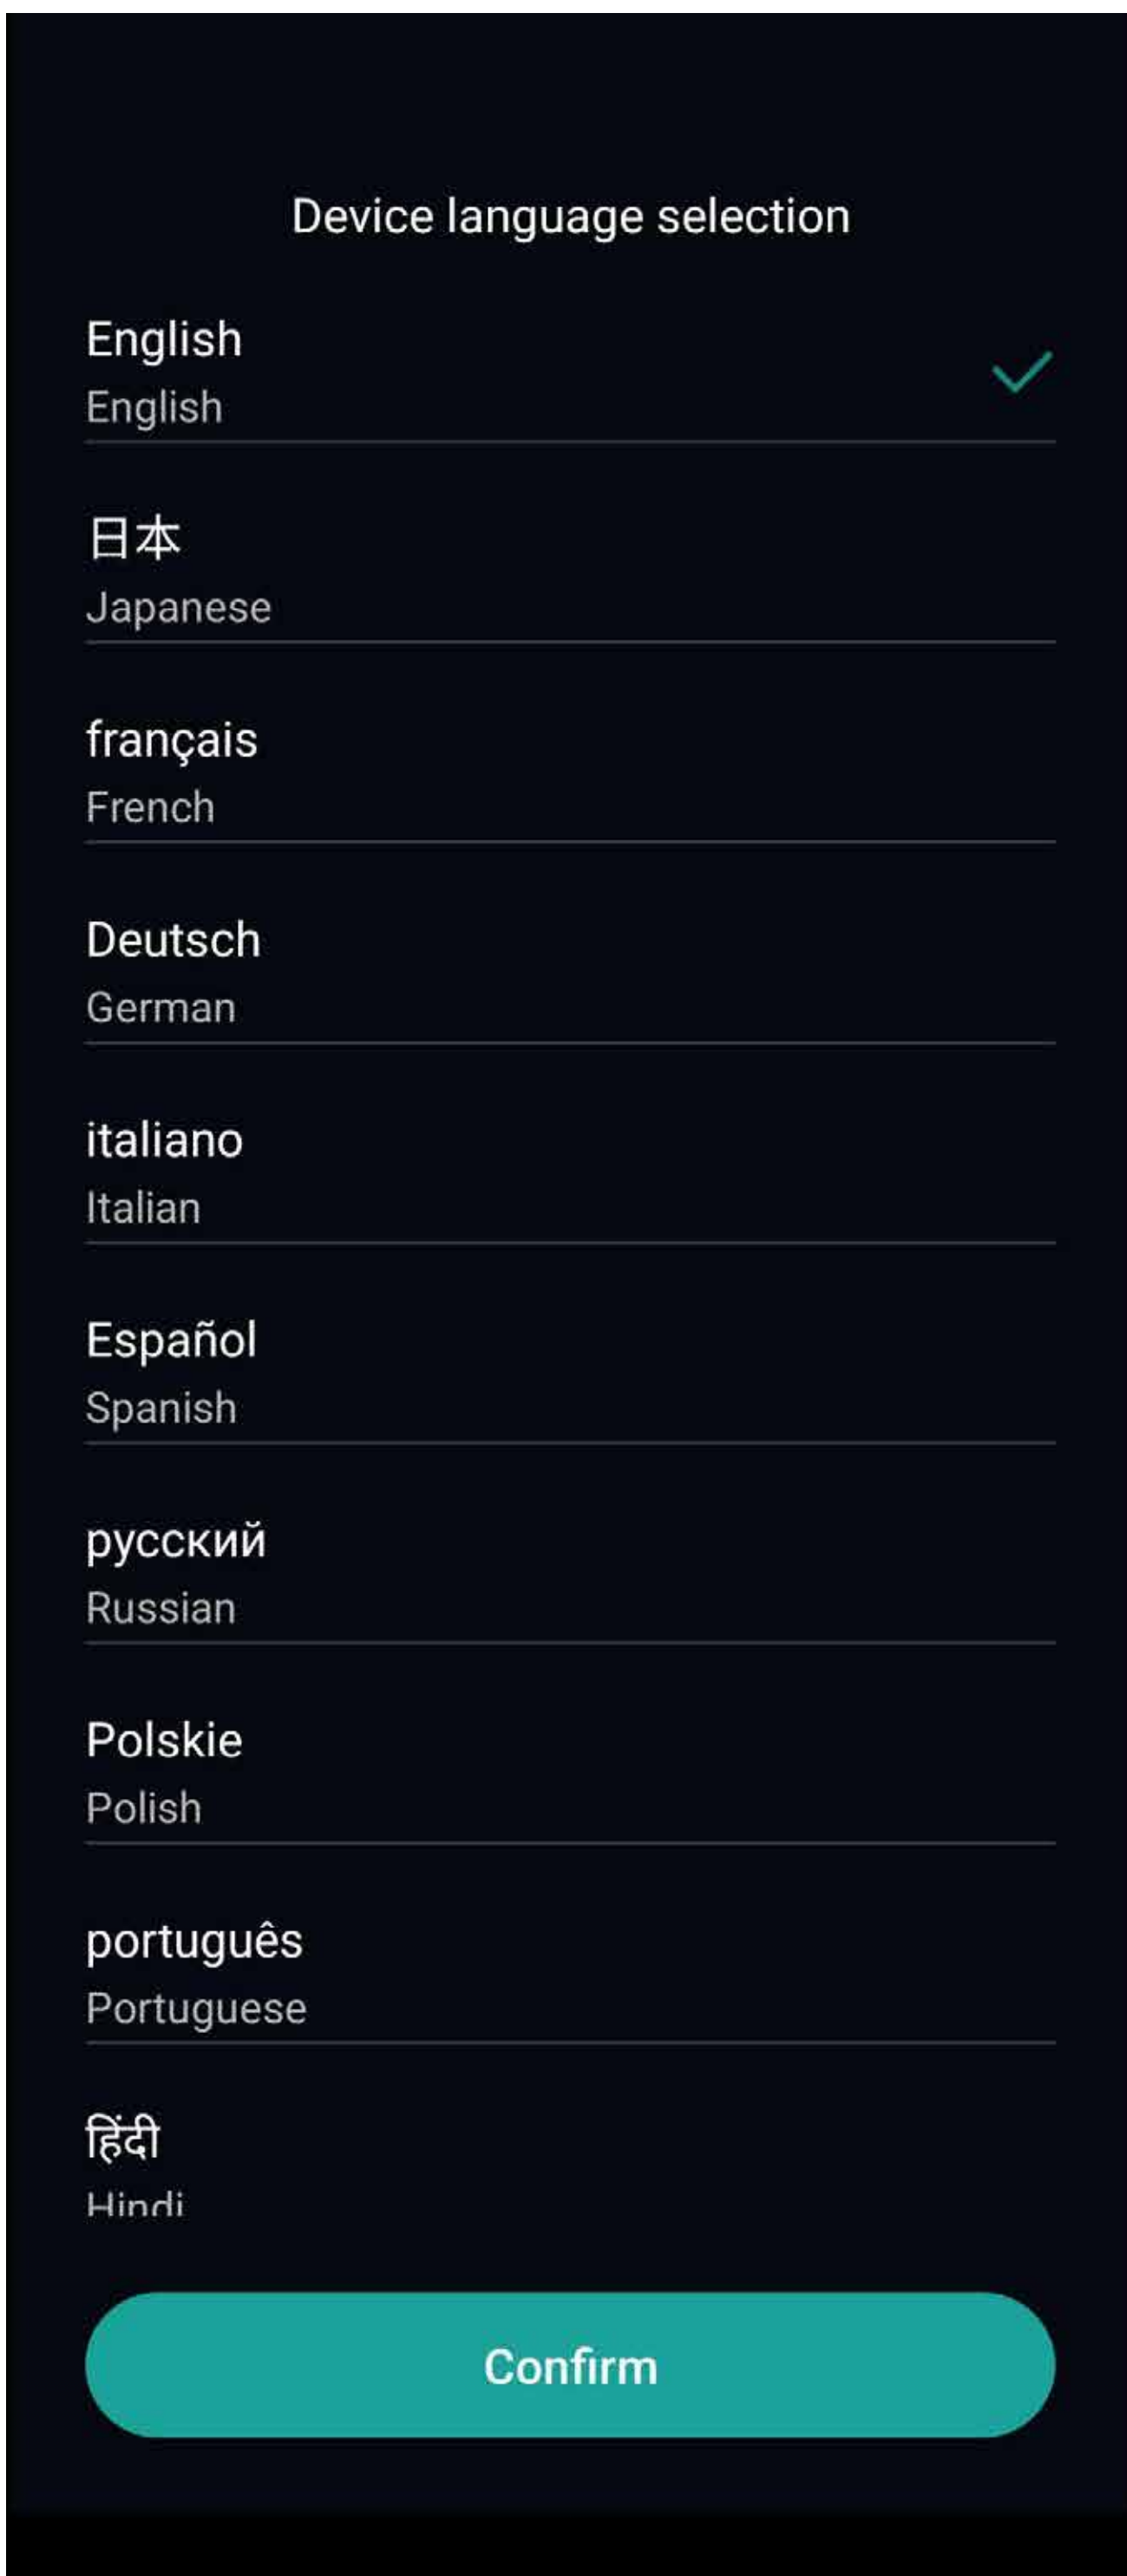 Device language selection
English
English
日本
Japanese
français
French
Deutsch
German
italiano
Italian
Español
Spanish
русский
Russian
Polskie
Polish
português
Portuguese
हिंदी
Hindi
Confirm